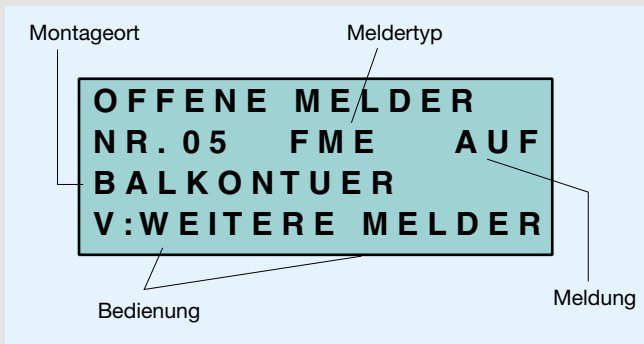 Montageort Meldertyp
OFFENE MELDER
NR.05 FME AUF
BALKONTUER
V:WEITERE MELDER
Bedienung Meldung